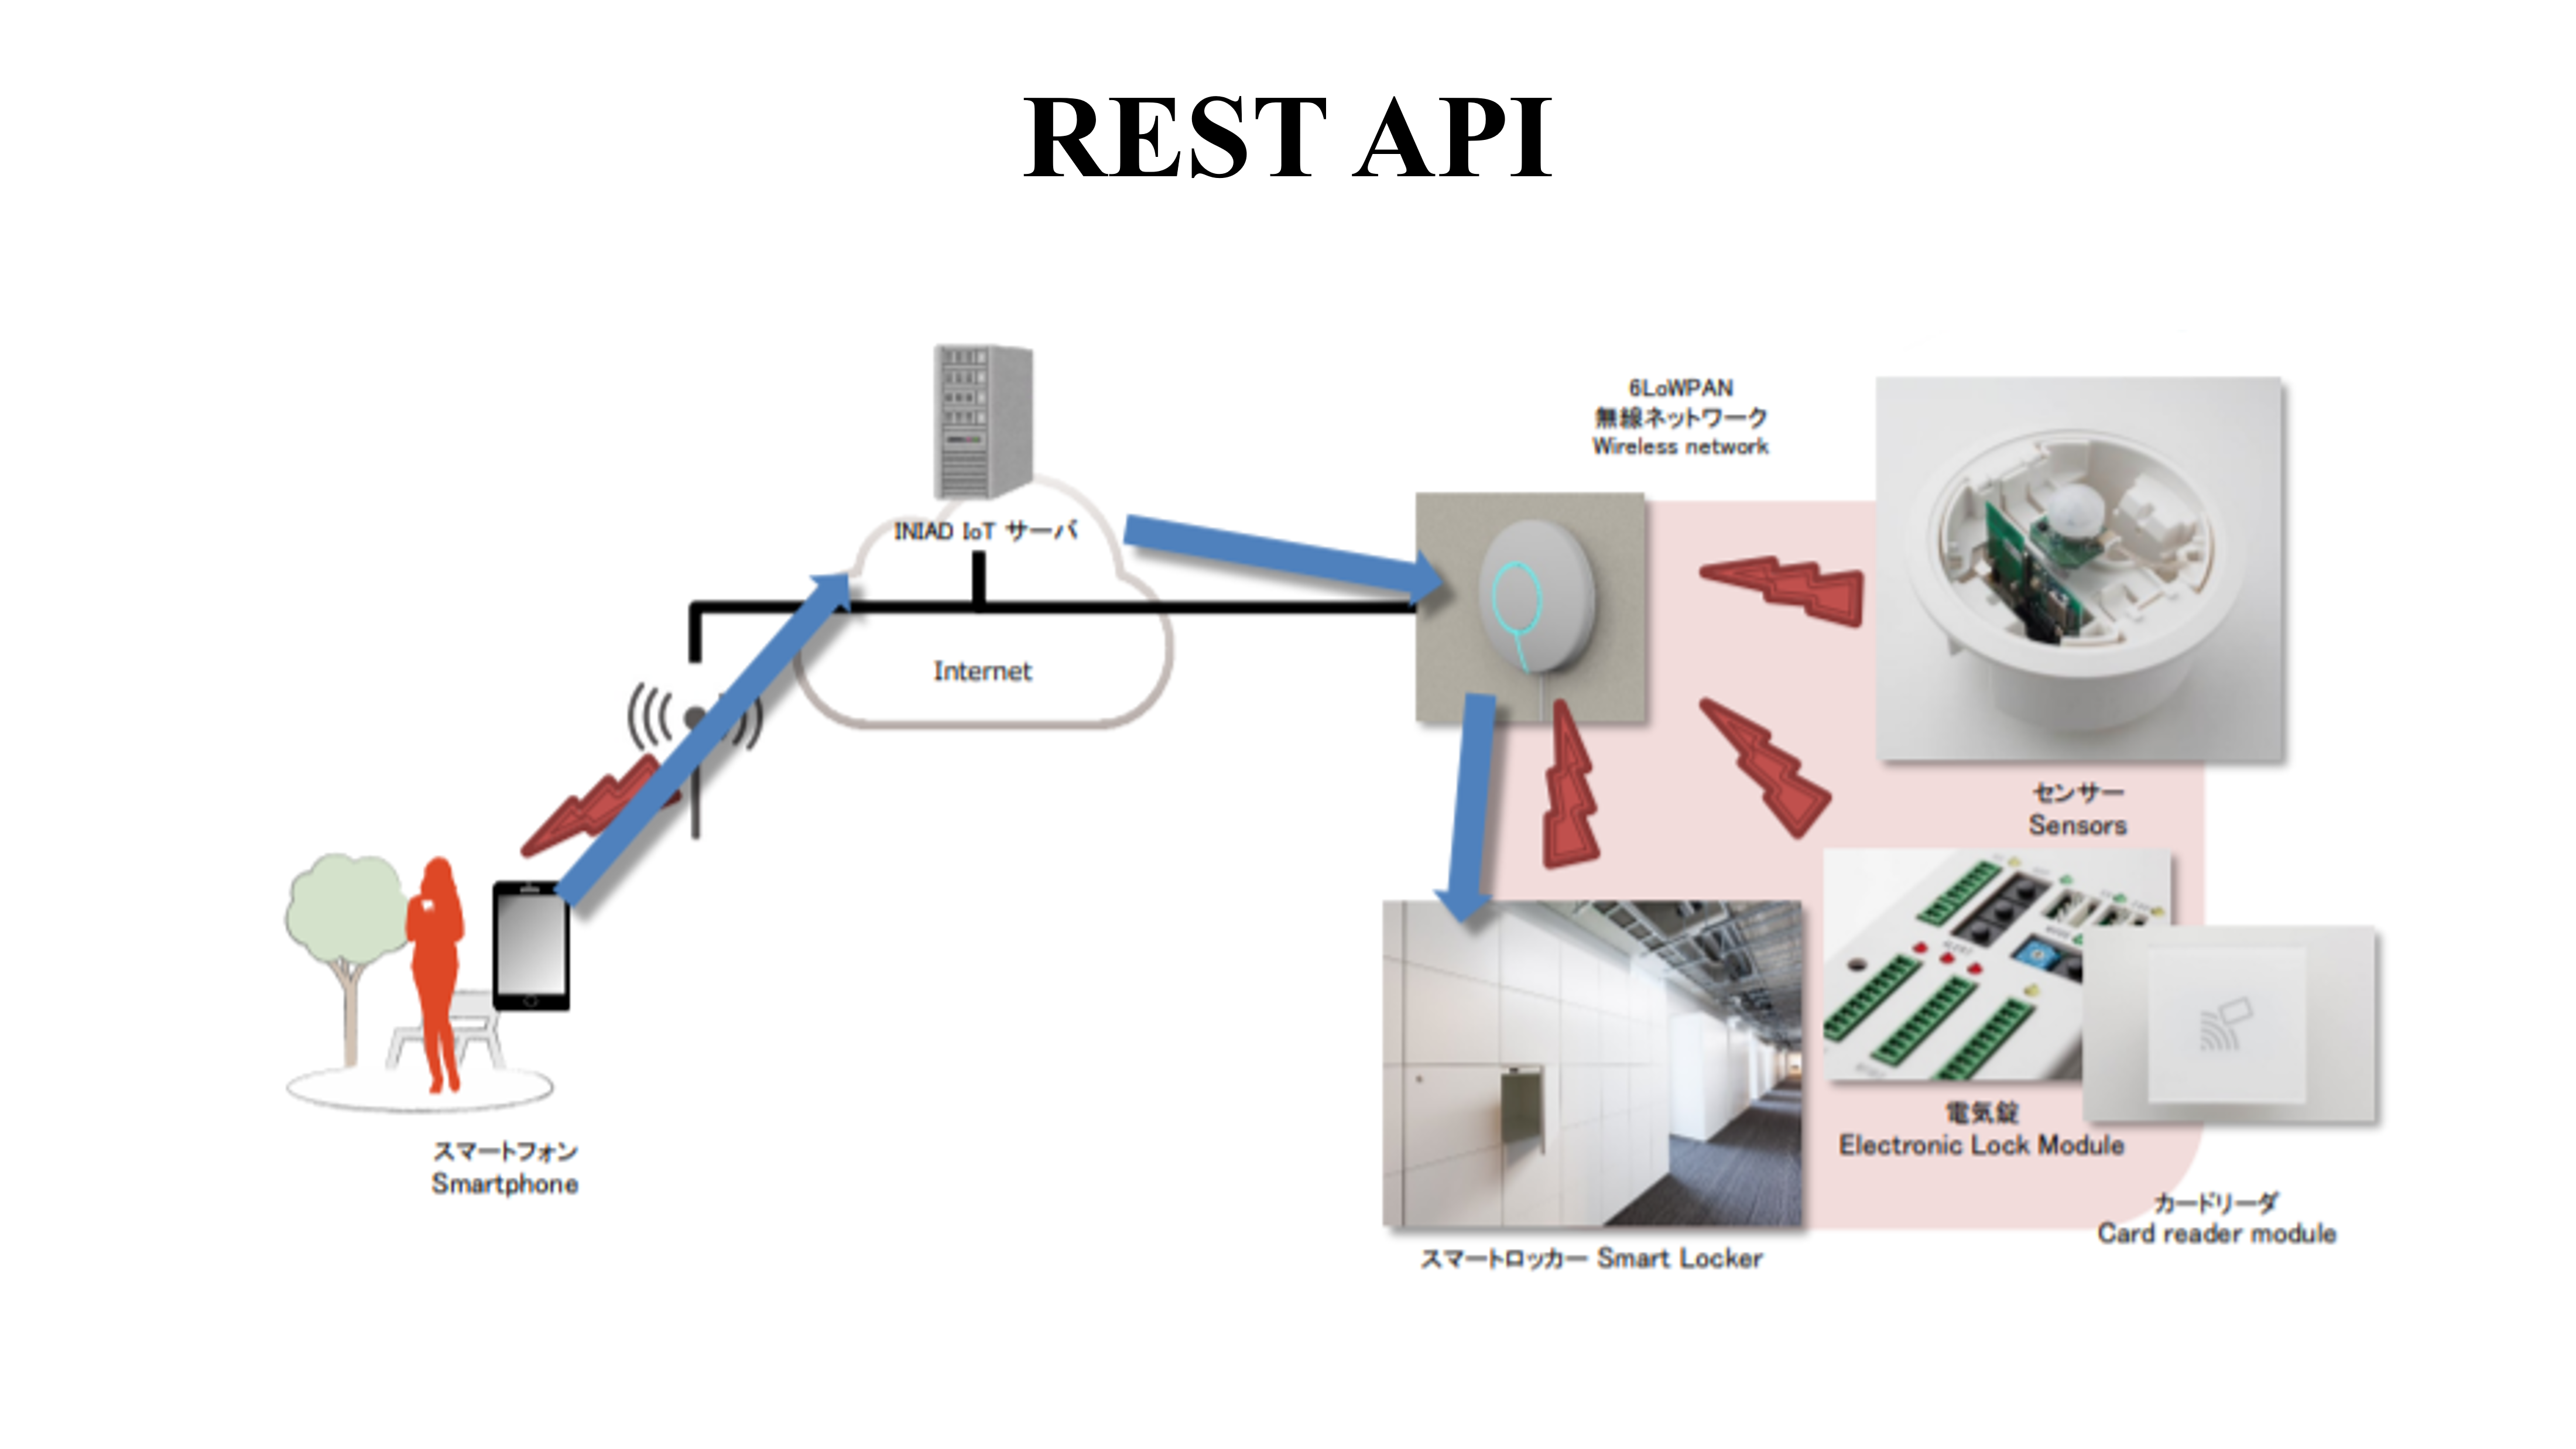 REST API
6LoWPAN
無線ネットワーク
Wireless network
INIAD IoT サーバ
Internet
センサー
Sensors
電気錠
Electronic Lock Module
スマートフォン
Smartphone
カードリーダ
Card reader module
スマートロッカー Smart Locker